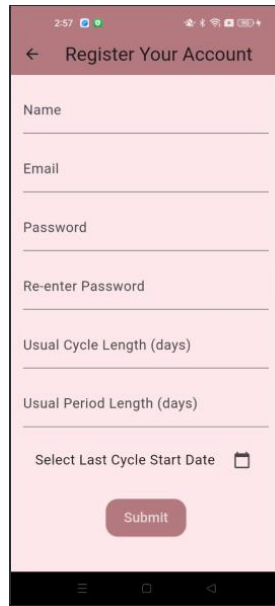 2:57
Register Your Account
Name
Email
Password
Re-enter Password
Usual Cycle Length (days)
Usual Period Length (days)
Select Last Cycle Start Date
Submit